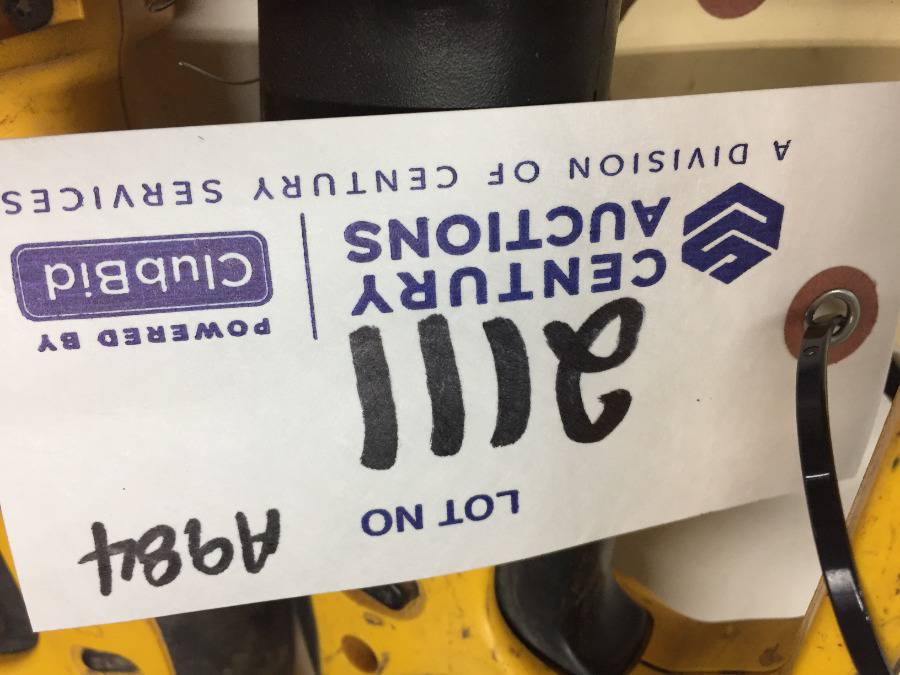 A984
LOT NO
2111
CENTURY
AUCTIONS
A DIVISION OF CENTURY SERVICES
POWERED BY
ClubBid